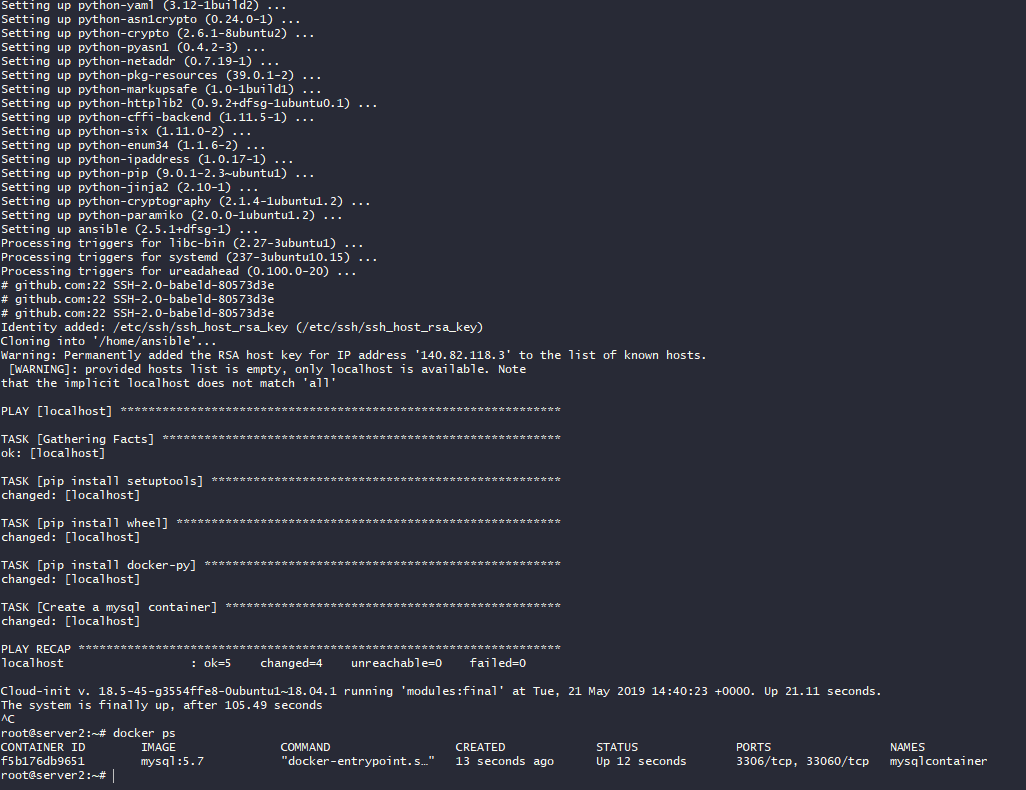 Setting up python-yaml (3.12-1build2) ...
Setting up python-asn1crypto (0.24.0-1) ...
Setting up python-crypto (2.6.1-8ubuntu2) ...
Setting up python-pyasn1 (0.4.2-3) ...
Setting up python-netaddr (0.7.19-1) ...
Setting up python-pkg-resources (39.0.1-2) ...
Setting up python-markupsafe (1.0-1build1) ...
Setting up python-httplib2 (0.9.2+dfsg-1ubuntu0.1) ...
Setting up python-cffi-backend (1.11.5-1) ...
Setting up python-six (1.11.0-2) ...
Setting up python-enum34 (1.1.6-2) ...
Setting up python-ipaddress (1.0.17-1) ...
Setting up python-pip (9.0.1-2.3~ubuntu1) ...
Setting up python-jinja2 (2.10-1) ...
Setting up python-cryptography (2.1.4-1ubuntu1.2) ...
Setting up python-paramiko (2.0.0-1ubuntu1.2) ...
Setting up ansible (2.5.1+dfsg-1) ...
Processing triggers for libc-bin (2.27-3ubuntu1) ...
Processing triggers for systemd (237-3ubuntu10.15) ...
Processing triggers for ureadahead (0.100.0-20) ...
# github.com:22 SSH-2.0-babeld-80573d3e
# github.com:22 SSH-2.0-babeld-80573d3e
# github.com:22 SSH-2.0-babeld-80573d3e
Identity added: /etc/ssh/ssh_host_rsa_key (/etc/ssh/ssh_host_rsa_key)
Cloning into '/home/ansible'...
Warning: Permanently added the RSA host key for IP address '140.82.118.3' to the list of known hosts.
[WARNING]: provided hosts list is empty, only localhost is available. Note
that the implicit localhost does not match 'all'
PLAY [localhost] ***************************************************************
TASK [Gathering Facts] *********************************************************
ok: [localhost]
TASK [pip install setuptools] **************************************************
changed: [localhost]
TASK [pip install wheel] *******************************************************
changed: [localhost]
TASK [pip install docker-py] ***************************************************
changed: [localhost]
TASK [Create a mysql container] ************************************************
changed: [localhost]
PLAY RECAP *********************************************************************
localhost                  : ok=5    changed=4    unreachable=0    failed=0
Cloud-init v. 18.5-45-g3554ffe8-0ubuntu1~18.04.1 running 'modules:final' at Tue, 21 May 2019 14:40:23 +0000. Up 21.11 seconds.
The system is finally up, after 105.49 seconds
^C
root@server2:~# docker ps
CONTAINER ID        IMAGE               COMMAND                  CREATED             STATUS              PORTS                 NAMES
f5b176db9651        mysql:5.7           "docker-entrypoint.s…"   13 seconds ago      Up 12 seconds       3306/tcp, 33060/tcp   mysqlcontainer
root@server2:~#